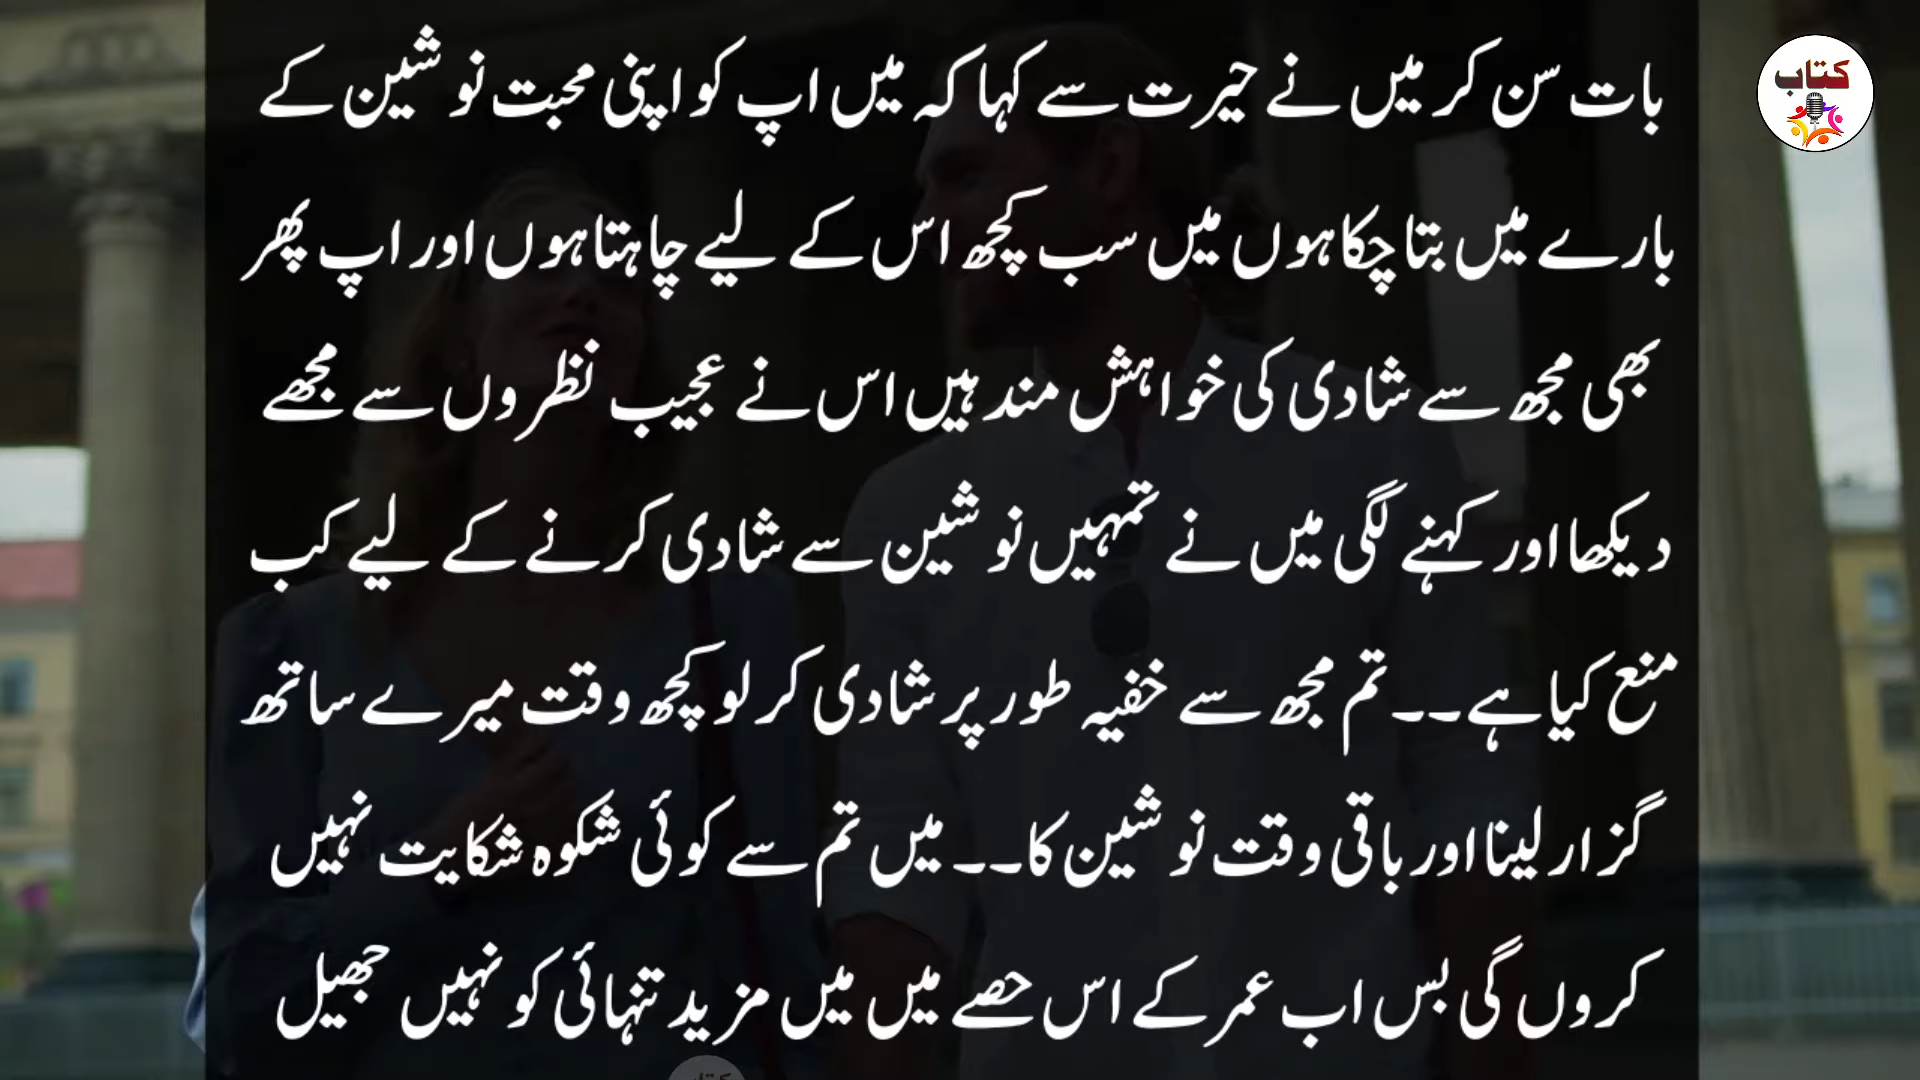 کتاب
بات سن کر میں نے حیرت سے کہا کہ میں اپ کو اپنی محبت نوشین کے
بارے میں بتا چکا ہوں میں سب کچھ اس کے لیے چاہتا ہوں اور اپ پھر
بھی مجھ سے شادی کی خواہش مند ہیں اس نے عجیب نظروں سے مجھے
دیکھا اور کہنے لگی میں نے تمہیں نوشین سے شادی کرنے کے لیے کب
منع کیا ہے۔۔ تم مجھ سے خفیہ طور پر شادی کر لو کچھ وقت میرے ساتھ
گزار لینا اور باقی وقت نوشین کا۔۔ میں تم سے کوئی شکوہ شکایت نہیں
کروں گی بس اب عمر کے اس حصے میں میں مزید تنہائی کو نہیں جھیل